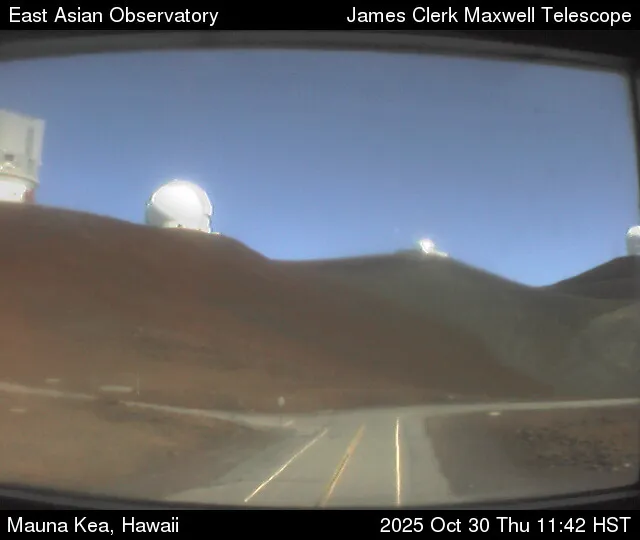 East Asian Observatory
James Clerk Maxwell Telescope
Mauna Kea, Hawaii
2025 Oct 30 Thu 11:42 HST